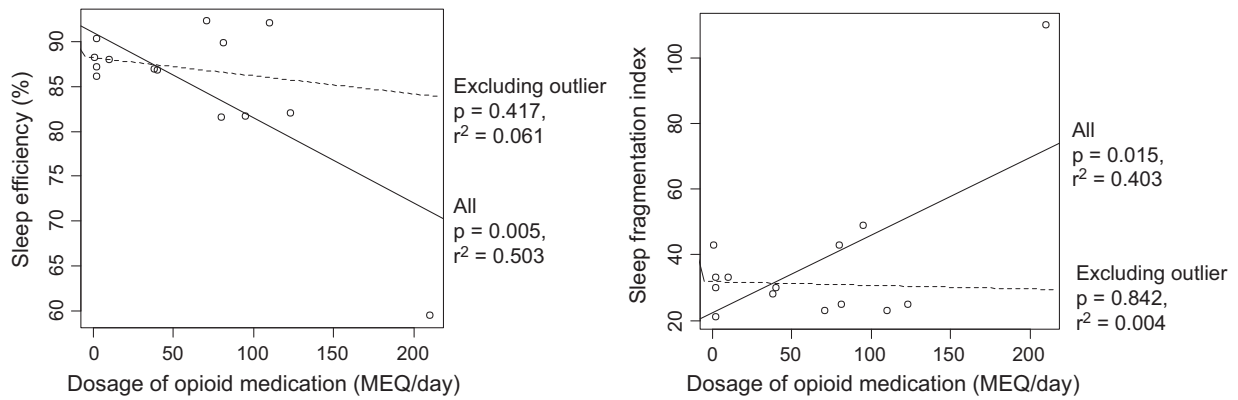 Sleep efficiency (%)
90
85
80
75
70
65
60
0 50 100 150 200
Dosage of opioid medication (MEQ/day)
Excluding outlier
p = 0.417,
r² = 0.061
All
p = 0.005,
r² = 0.503
Sleep fragmentation index
100
80
60
40
20
0 50 100 150 200
Dosage of opioid medication (MEQ/day)
All
p = 0.015,
r² = 0.403
Excluding outlier
p = 0.842,
r² = 0.004